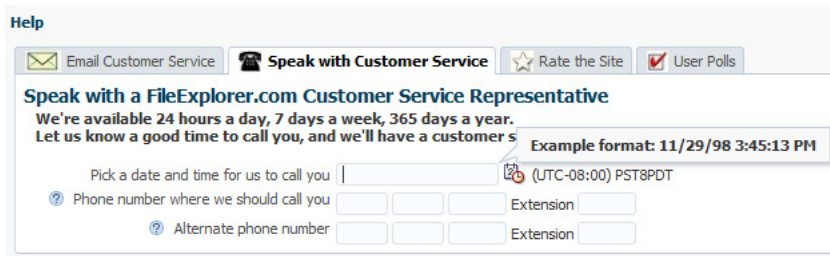 Help
Email Customer Service Speak with Customer Service Rate the Site User Polls
Speak with a FileExplorer.com Customer Service Representative
We're available 24 hours a day, 7 days a week, 365 days a year.
Let us know a good time to call you, and we'll have a customer s
Example format: 11/29/98 3:45:13 PM
Pick a date and time for us to call you (UTC-08:00) PST8PDT
? Phone number where we should call you Extension
? Alternate phone number Extension